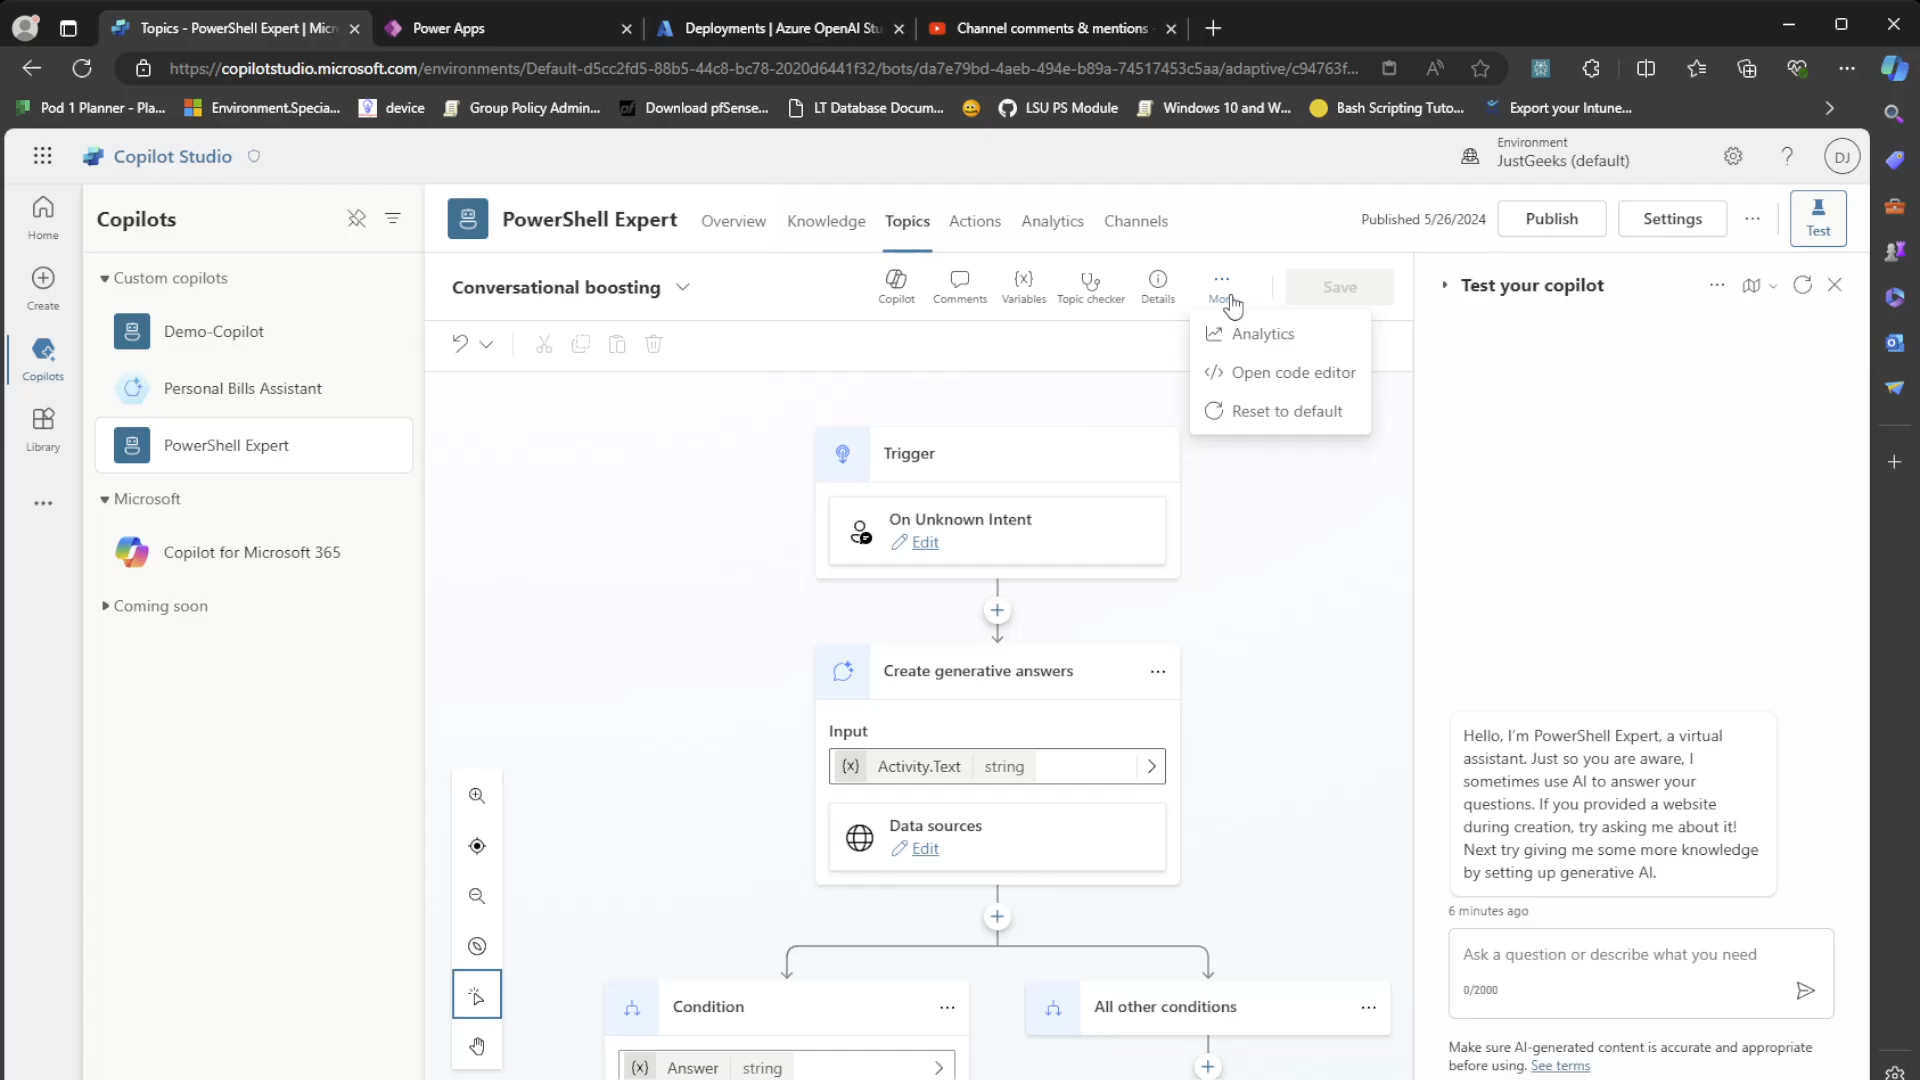 Topics - PowerShell Expert | Micr
Power Apps
Deployments | Azure OpenAI Stu
Channel comments & mentions
https://copilotstudio.microsoft.com/environments/Default-d5cc2fd5-88b5-44c8-bc78-2020d6441f32/bots/da7e79bd-4aeb-494e-b89a-74517453c5aa/adaptive/c94763f...
Pod 1 Planner - Pla...
Environment.Specia...
device
Group Policy Admin...
Download pfSense...
LT Database Docum...
LSU PS Module
Windows 10 and W...
Bash Scripting Tuto...
Export your Intune...
Copilot Studio
Environment
JustGeeks (default)
DJ
Home
Create
Copilots
Library
Copilots
Custom copilots
Demo-Copilot
Personal Bills Assistant
PowerShell Expert
Microsoft
Copilot for Microsoft 365
Coming soon
PowerShell Expert
Overview
Knowledge
Topics
Actions
Analytics
Channels
Published 5/26/2024
Publish
Settings
Test
Conversational boosting
Copilot
Comments
Variables
Topic checker
Details
Save
Analytics
Open code editor
Reset to default
Trigger
On Unknown Intent
Edit
Create generative answers
Input
{x} Activity.Text string
Data sources
Edit
Condition
{x} Answer string
All other conditions
Test your copilot
Hello, I'm PowerShell Expert, a virtual
assistant. Just so you are aware, I
sometimes use AI to answer your
questions. If you provided a website
during creation, try asking me about it!
Next try giving me some more knowledge
by setting up generative AI.
6 minutes ago
Ask a question or describe what you need
0/2000
Make sure AI-generated content is accurate and appropriate
before using. See terms